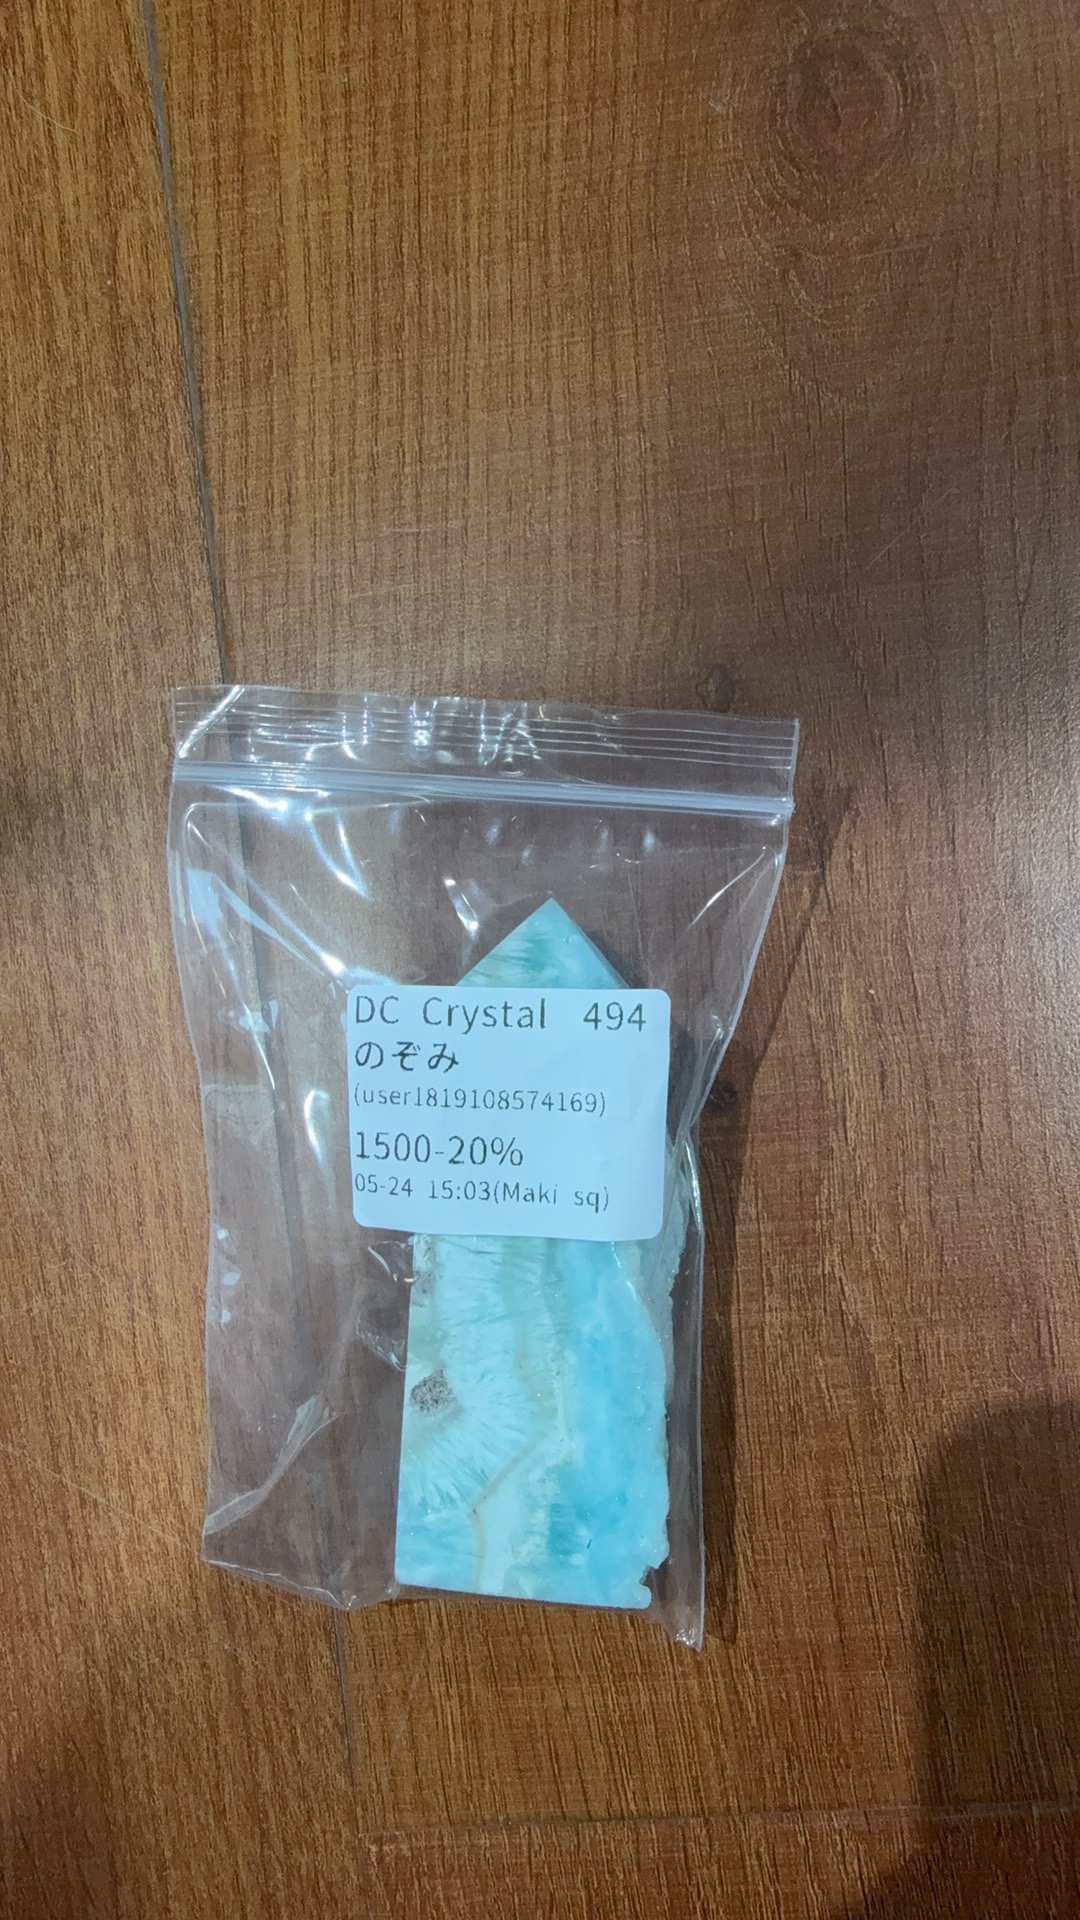 DC Crystal 494
のぞみ
(user1819108574169)
1500-20%
05-24 15:03(Maki sq)